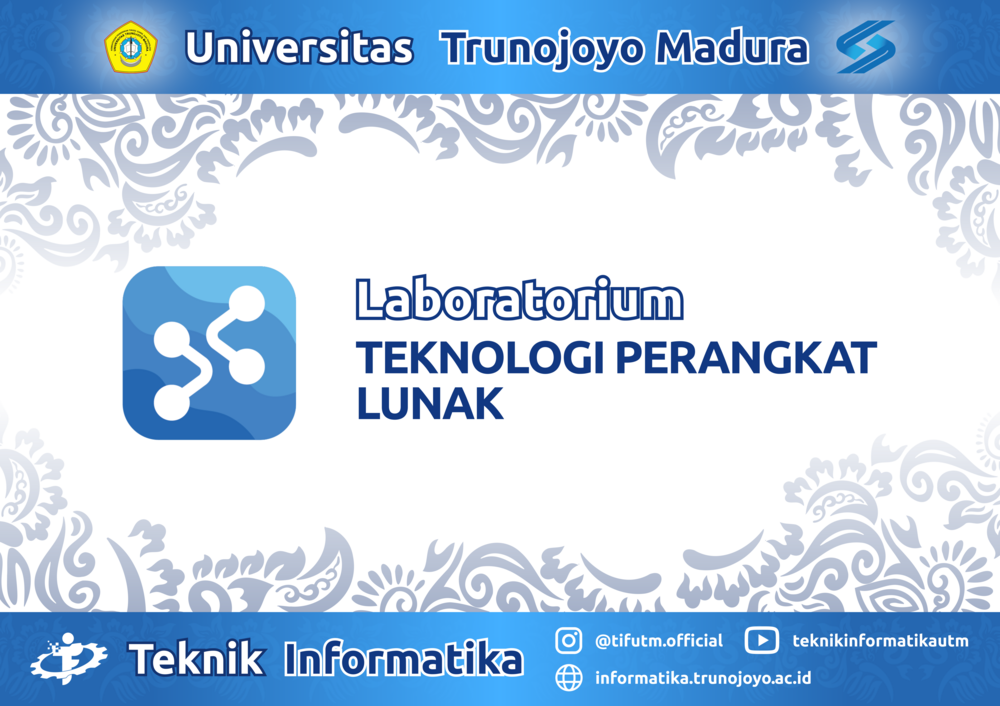 Universitas Trunojoyo Madura
Laboratorium
TEKNOLOGI PERANGKAT
LUNAK
Teknik Informatika
@tifutm.official
teknikinformatikautm
informatika.trunojoyo.ac.id